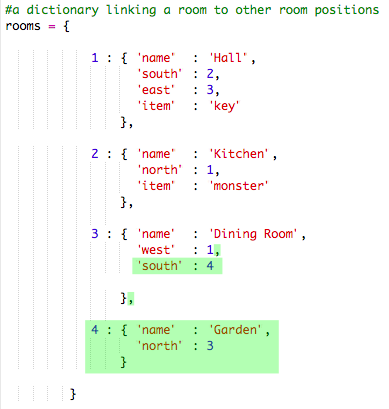 #a dictionary linking a room to other room positions
rooms = {
1 : { 'name' : 'Hall',
'south' : 2,
'east' : 3,
'item' : 'key'
},
2 : { 'name' : 'Kitchen',
'north' : 1,
'item' : 'monster'
},
3 : { 'name' : 'Dining Room',
'west' : 1,
'south' : 4
},
4 : { 'name' : 'Garden',
'north' : 3
}
}